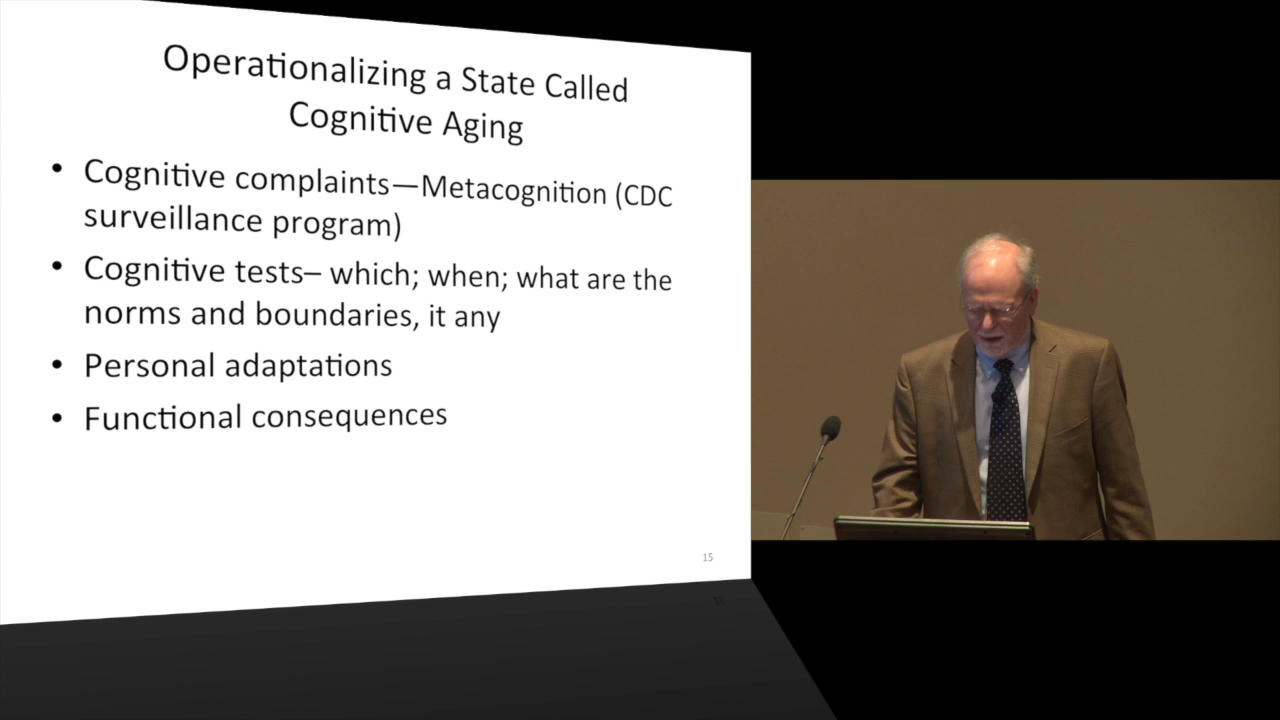 Operationalizing a State Called
Cognitive Aging
• Cognitive complaints—Metacognition (CDC
surveillance program)
• Cognitive tests– which; when; what are the
norms and boundaries, it any
• Personal adaptations
• Functional consequences
15